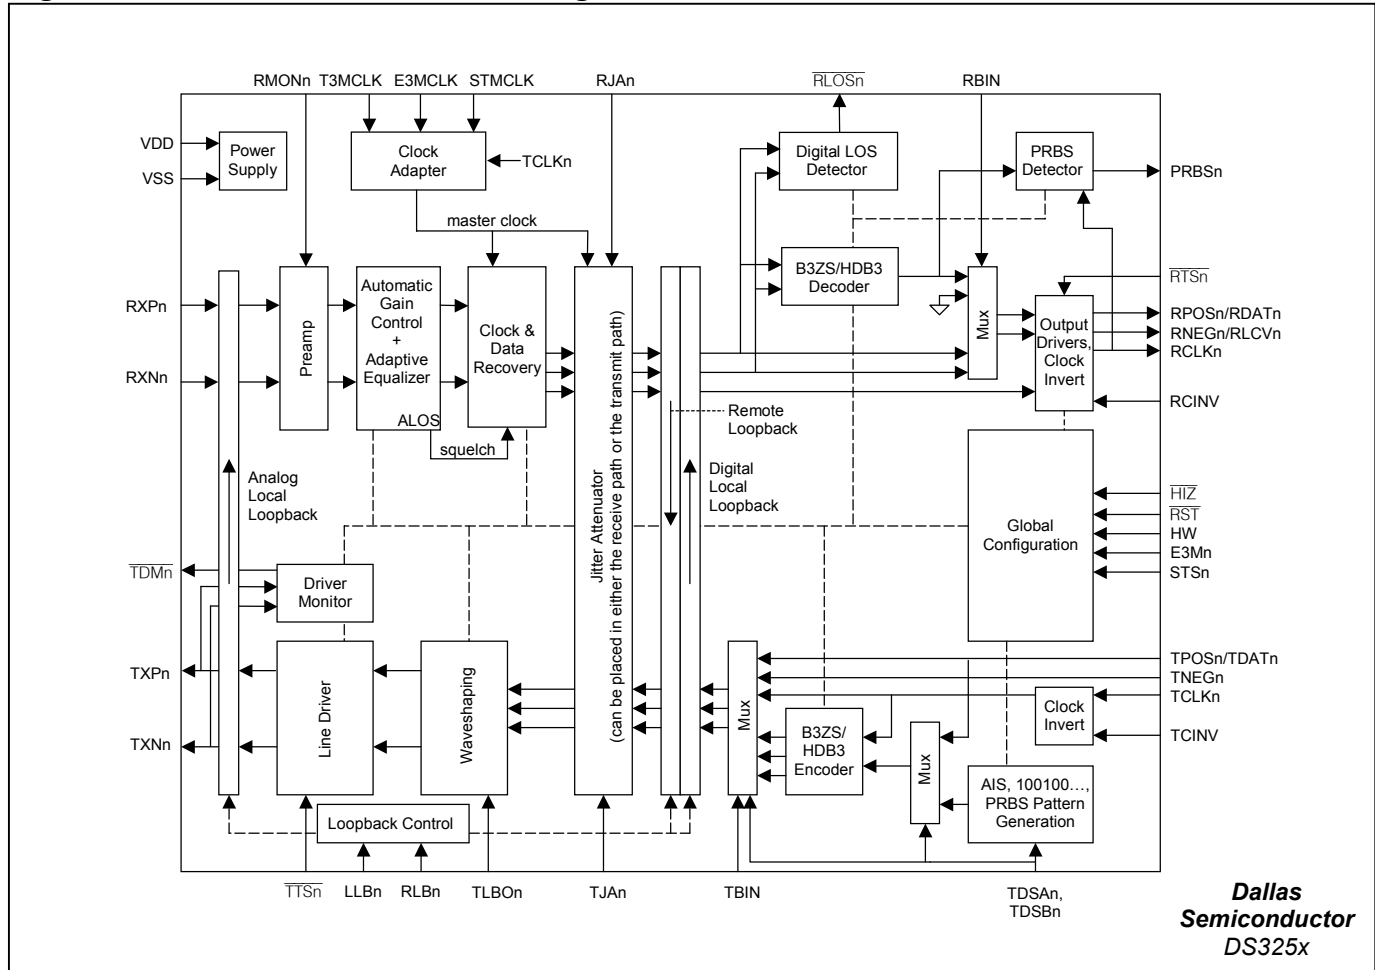 RMONn T3MCLK E3MCLK STMCLK RJAn RLOSn RBIN
VDD
VSS
Power
Supply
Clock
Adapter
TCLKn
master clock
Digital LOS
Detector
PRBS
Detector
PRBSn
RXPn
RXNn
Preamp
Automatic
Gain
Control
+
Adaptive
Equalizer
ALOS
squelch
Clock &
Data
Recovery
Jitter Attenuator
(can be placed in either the receive path or the transmit path)
B3ZS/HDB3
Decoder
Mux
Output
Drivers,
Clock
Invert
RTSn
RPOSn/RDATn
RNEGn/RLCVn
RCLKn
RCINV
Remote
Loopback
Analog
Local
Loopback
Digital
Local
Loopback
Global
Configuration
HIZ
RST
HW
E3Mn
STSn
TDMn
Driver
Monitor
TXPn
TXNn
Line Driver
Waveshaping
Mux
B3ZS/
HDB3
Encoder
Mux
Clock
Invert
TPOSn/TDATn
TNEGn
TCLKn
TCINV
AIS, 100100...,
PRBS Pattern
Generation
Loopback Control
TTSn LLBn RLBn TLBOn TJAn TBIN TDSAn,
TDSBn
Dallas
Semiconductor
DS325x